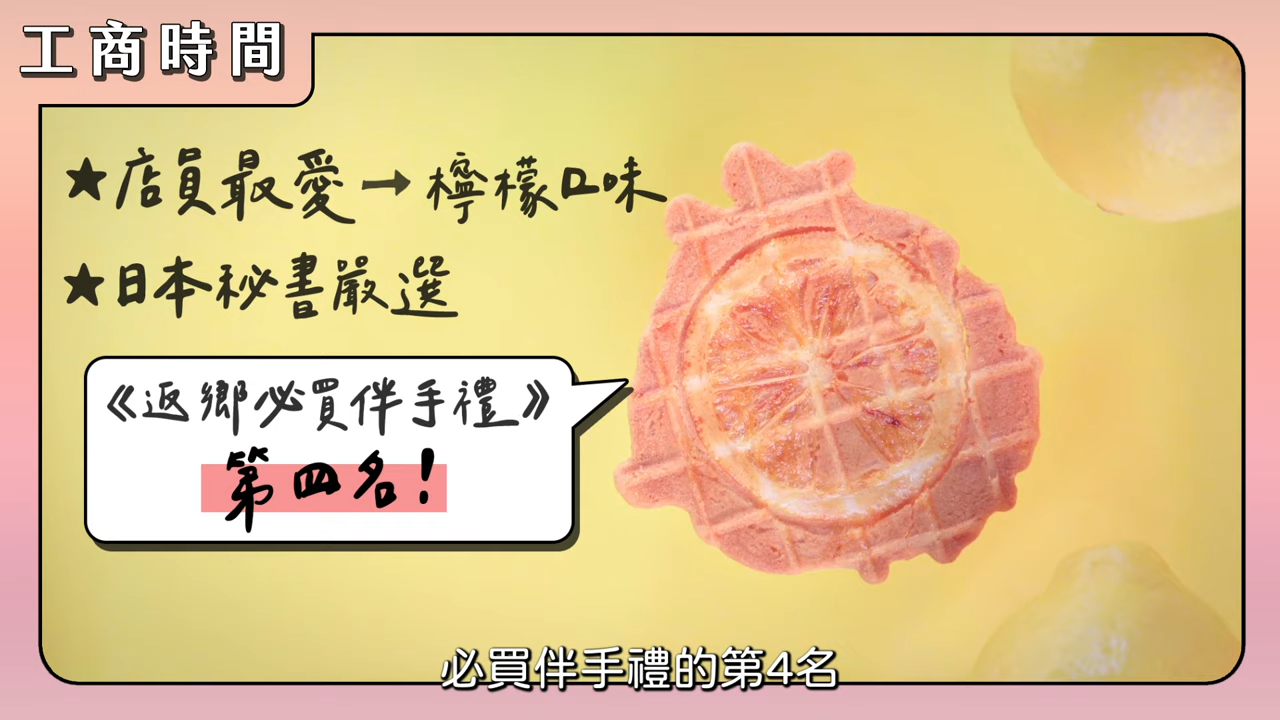 工商時間
★店員最愛→檸檬口味
★日本秘書嚴選
《返鄉必買伴手禮》
第四名!
必買伴手禮的第4名